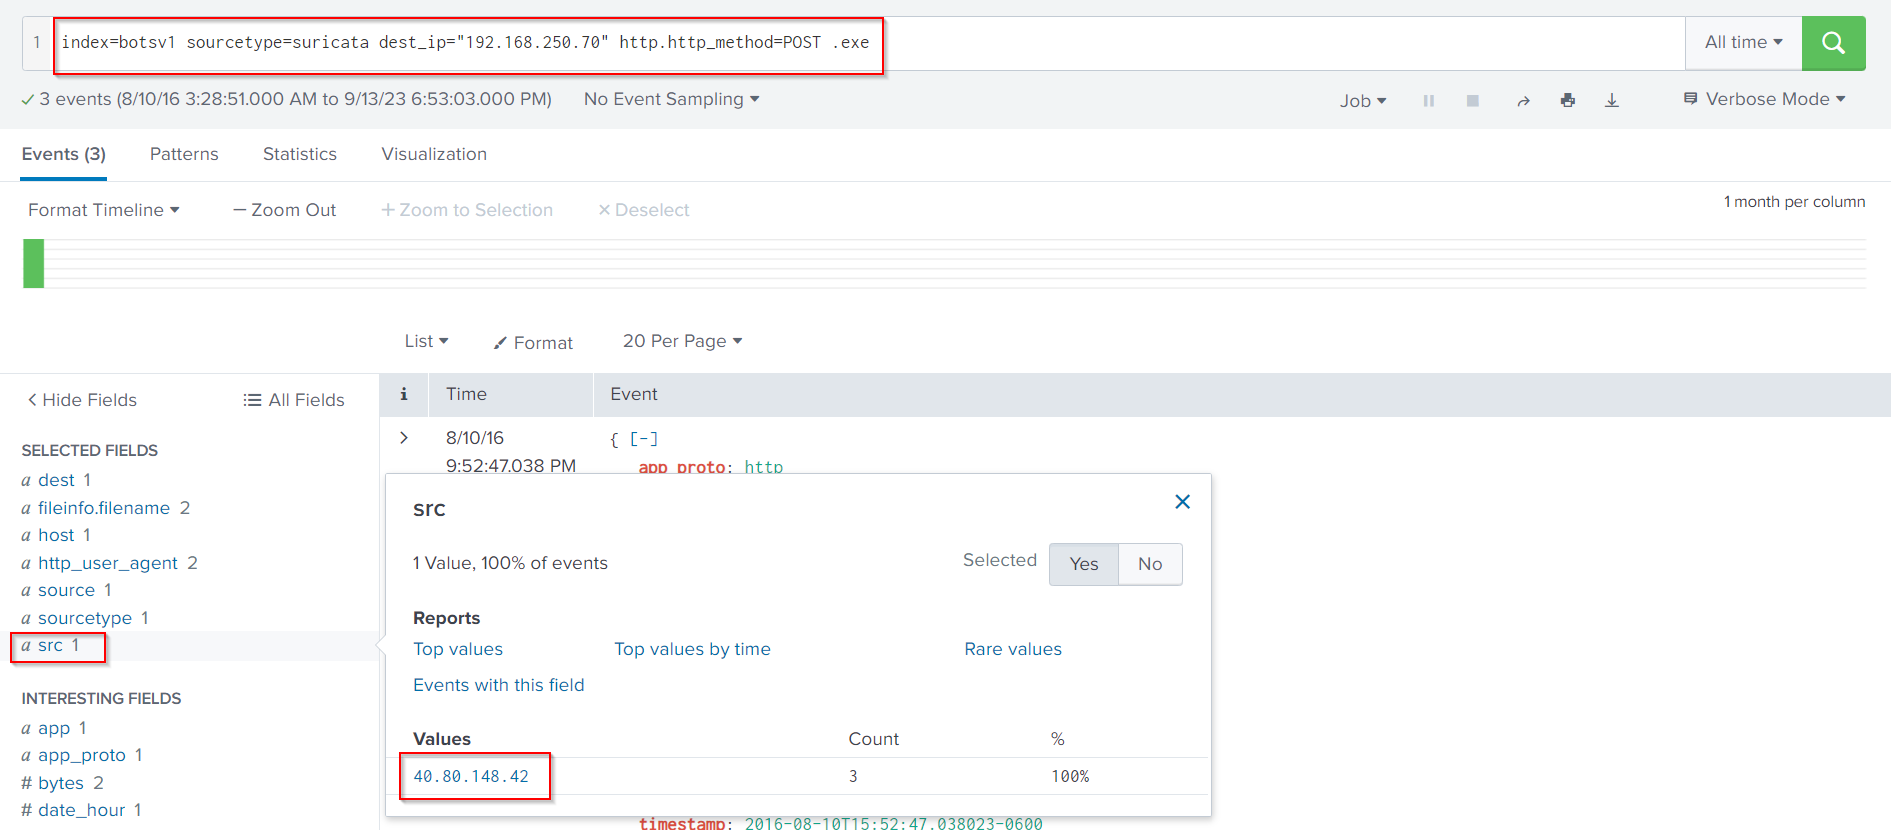 1 index=botsv1 sourcetype=suricata dest_ip="192.168.250.70" http.http_method=POST .exe
All time
3 events (8/10/16 3:28:51.000 AM to 9/13/23 6:53:03.000 PM) No Event Sampling Job Verbose Mode
Events (3) Patterns Statistics Visualization
Format Timeline — Zoom Out + Zoom to Selection × Deselect
1 month per column
List Format 20 Per Page
< Hide Fields All Fields
i Time Event
SELECTED FIELDS
a dest 1
a fileinfo.filename 2
a host 1
a http_user_agent 2
a source 1
a sourcetype 1
a src 1
INTERESTING FIELDS
a app 1
a app_proto 1
# bytes 2
# date_hour 1
> 8/10/16 { [-]
9:52:47.038 PM app_proto: http
src
1 Value, 100% of events Selected Yes No
Reports
Top values Top values by time Rare values
Events with this field
Values Count %
40.80.148.42 3 100%
timestamp: 2016-08-10T15:52:47.038023-0600